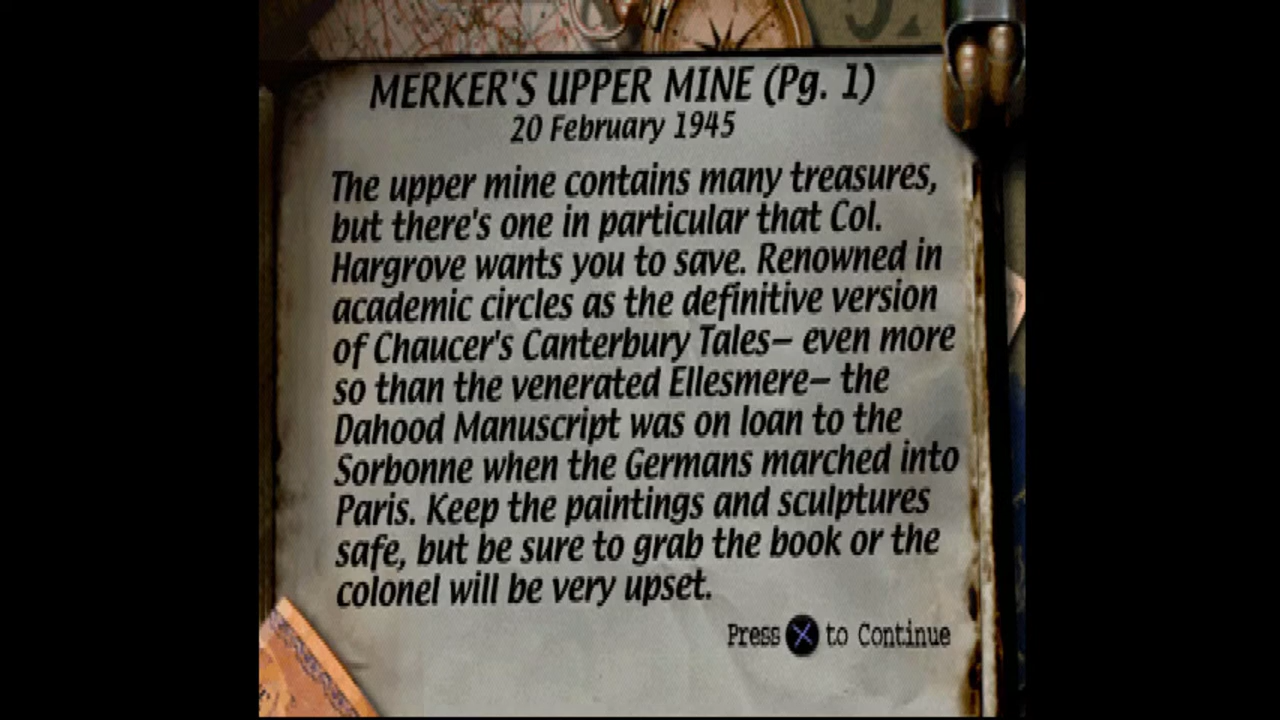 MERKER'S UPPER MINE (Pg. 1)
20 February 1945
The upper mine contains many treasures,
but there's one in particular that Col.
Hargrove wants you to save. Renowned in
academic circles as the definitive version
of Chaucer's Canterbury Tales– even more
so than the venerated Ellesmere– the
Dahood Manuscript was on loan to the
Sorbonne when the Germans marched into
Paris. Keep the paintings and sculptures
safe, but be sure to grab the book or the
colonel will be very upset.
Press X to Continue